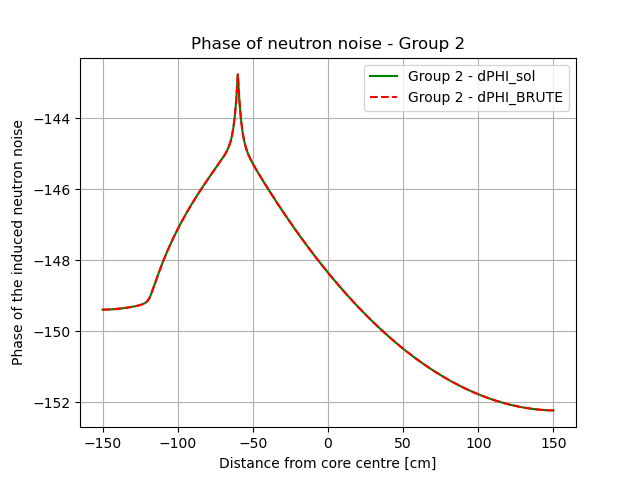 Phase of neutron noise - Group 2
Group 2 - dPHI_sol
Group 2 - dPHI_BRUTE
Phase of the induced neutron noise
−144
−146
−148
−150
−152
−150
−100
−50
0
50
100
150
Distance from core centre [cm]